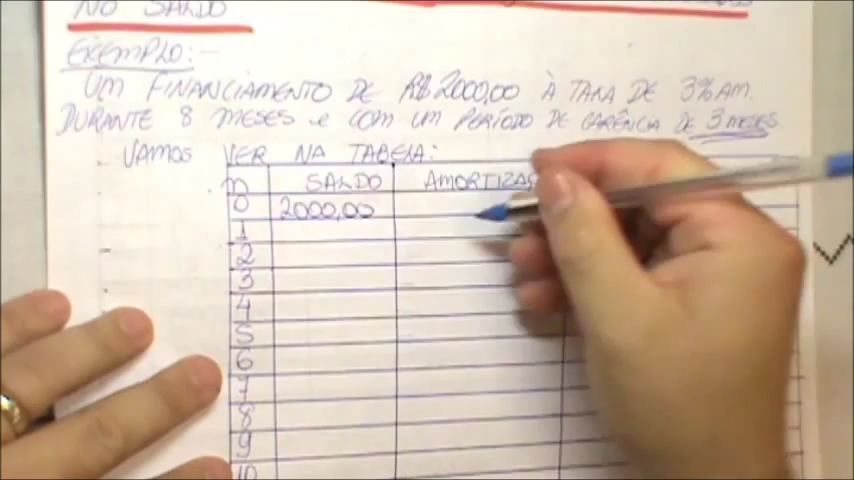 NO SALDO
EXEMPLO:-
UM FINANCIAMENTO DE R$ 2000,00 À TAXA DE 3% AM.
DURANTE 8 MESES e COM UM PERÍODO DE CARÊNCIA DE 3 MESES
VAMOS VER NA TABELA:
n SALDO AMORTIZAÇ
0 2000,00
1
2
3
4
5
6
7
8
9
10